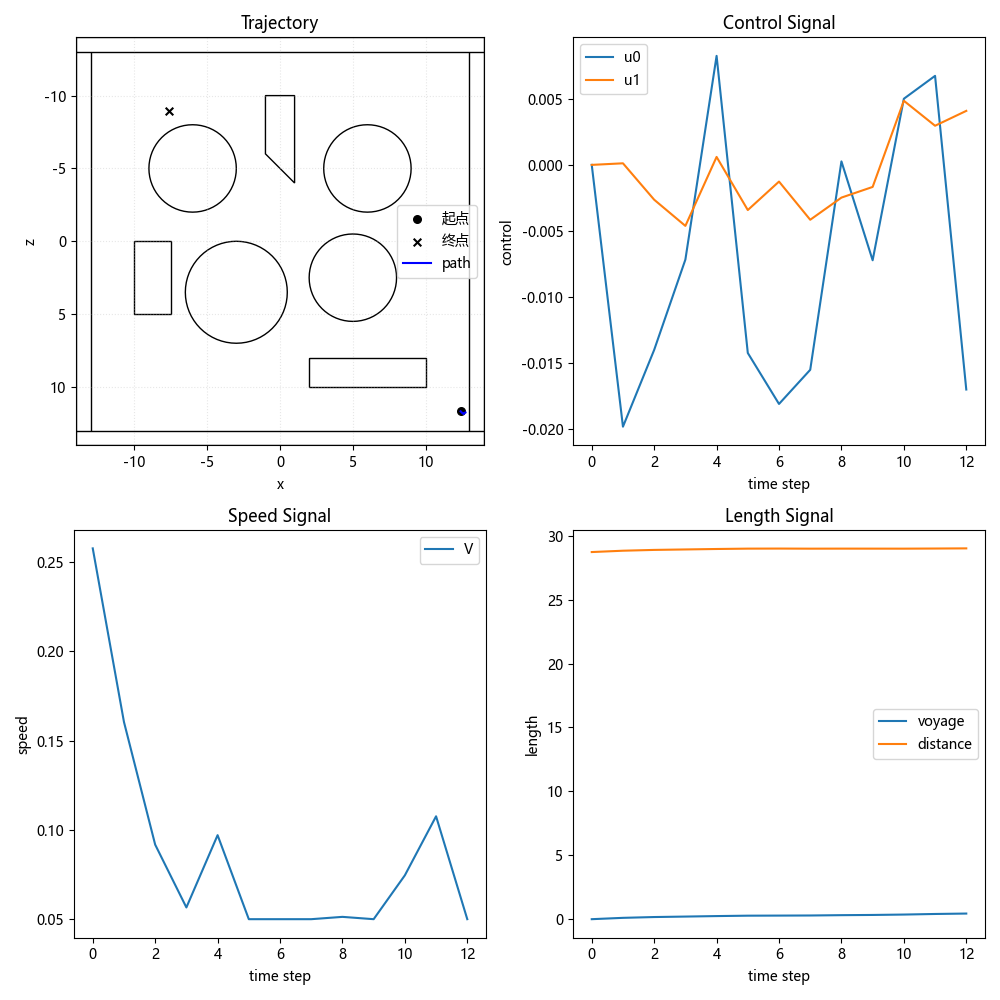 Trajectory
-10
-5
0
5
10
z
-10
-5
0
5
10
x
起点
终点
path
Control Signal
u0
u1
0.005
0.000
-0.005
-0.010
-0.015
-0.020
control
0
2
4
6
8
10
12
time step
Speed Signal
V
0.25
0.20
0.15
0.10
0.05
speed
0
2
4
6
8
10
12
time step
Length Signal
30
25
20
15
10
5
0
length
voyage
distance
0
2
4
6
8
10
12
time step